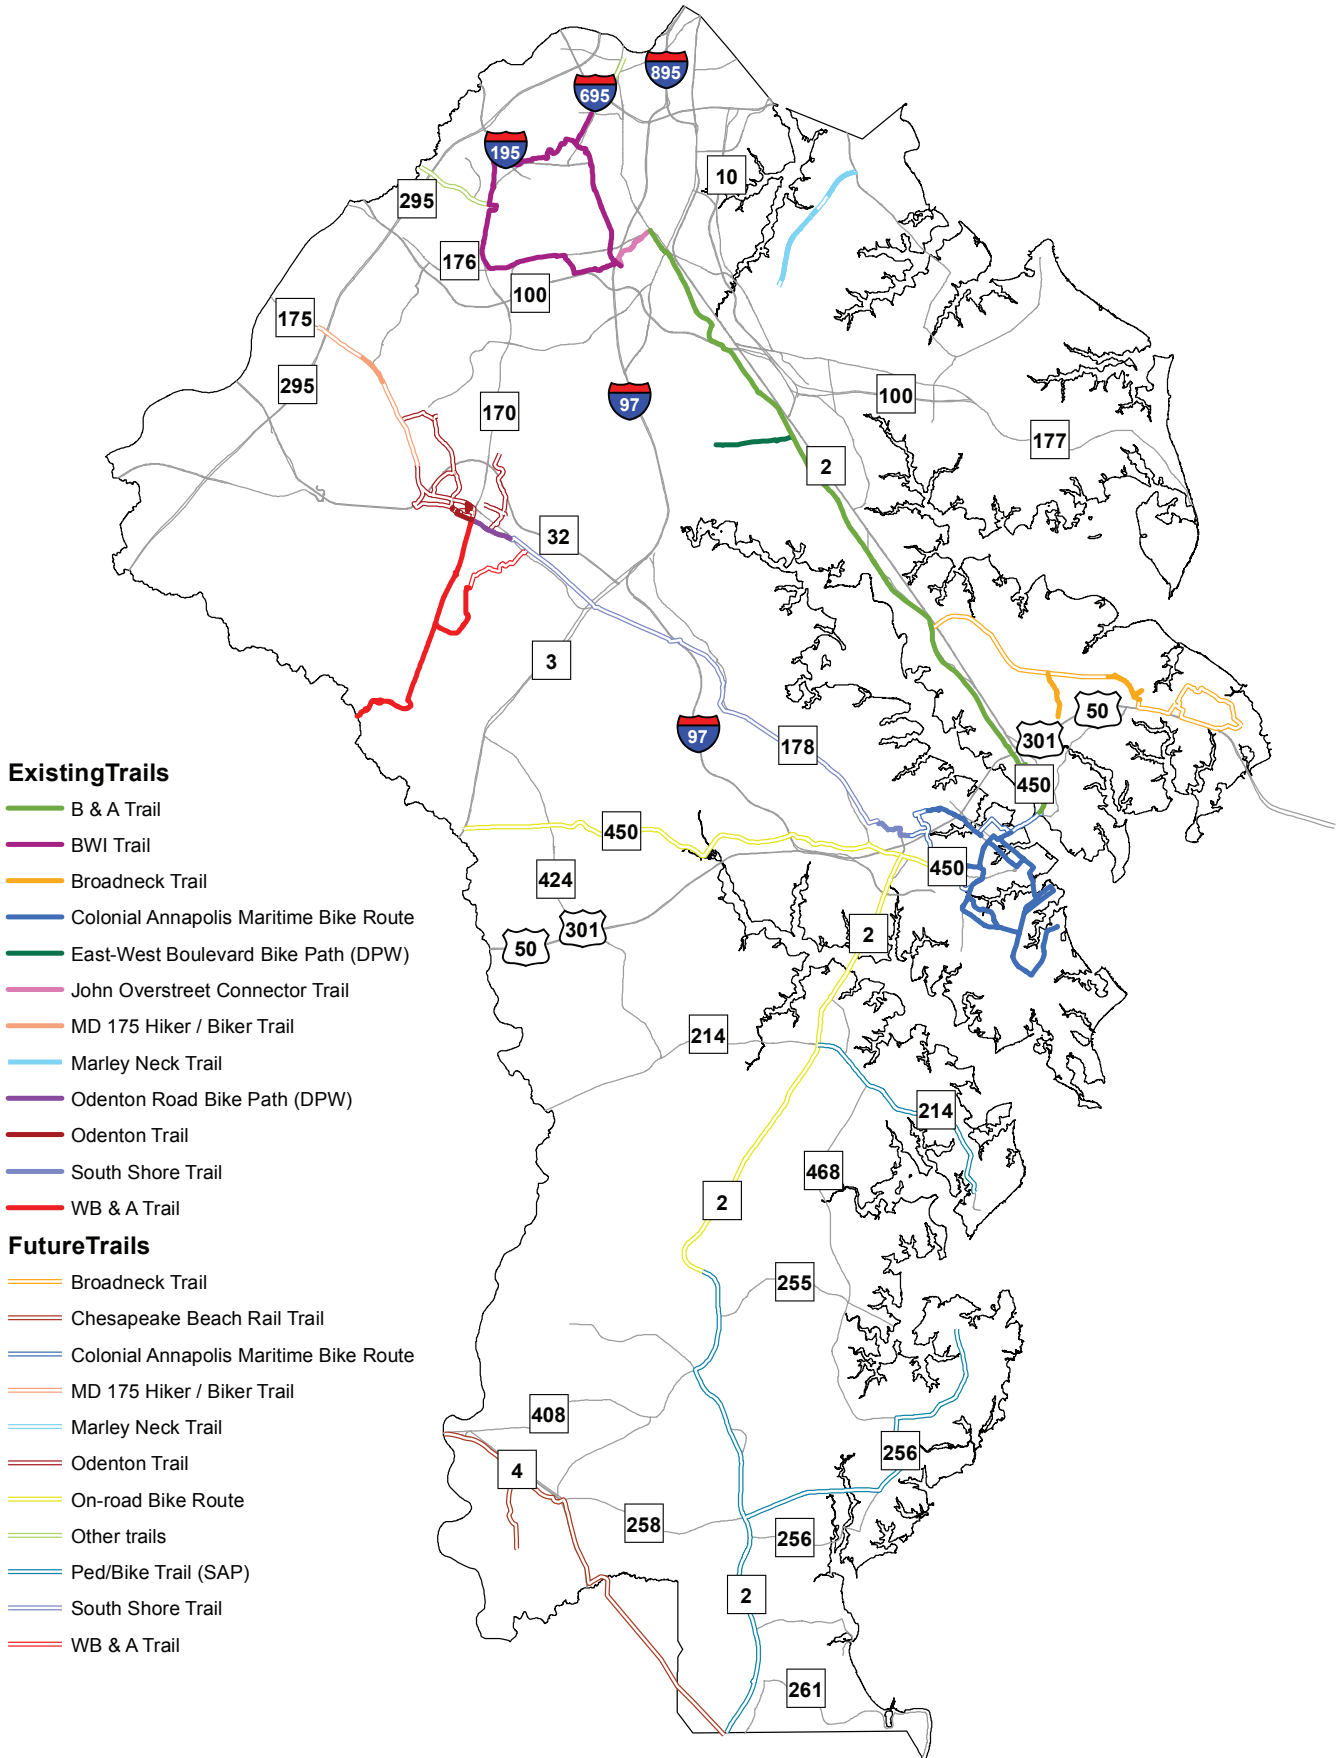 895
695
195
10
295
176
100
175
295
170
97
100
177
2
32
3
50
97
178
301
450
ExistingTrails
B & A Trail
BWI Trail
Broadneck Trail
Colonial Annapolis Maritime Bike Route
East-West Boulevard Bike Path (DPW)
John Overstreet Connector Trail
MD 175 Hiker / Biker Trail
Marley Neck Trail
Odenton Road Bike Path (DPW)
Odenton Trail
South Shore Trail
WB & A Trail
450
450
424
301
50
2
214
214
468
2
255
FutureTrails
Broadneck Trail
Chesapeake Beach Rail Trail
Colonial Annapolis Maritime Bike Route
MD 175 Hiker / Biker Trail
Marley Neck Trail
Odenton Trail
On-road Bike Route
Other trails
Ped/Bike Trail (SAP)
South Shore Trail
WB & A Trail
408
4
256
258
256
2
261